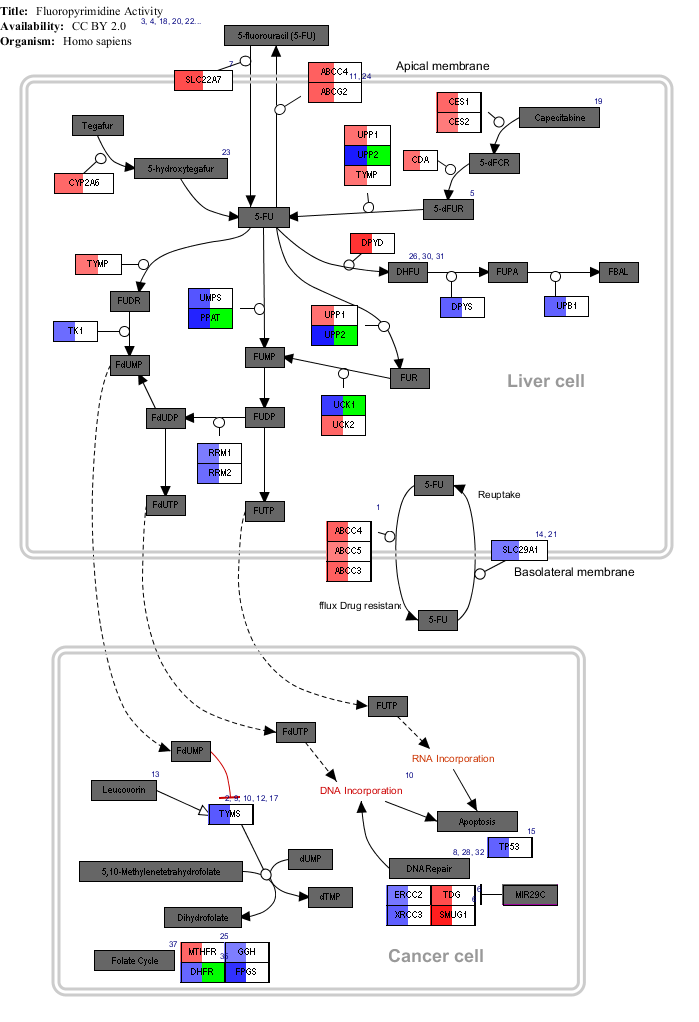 Title: Fluoropyrimidine Activity
Availability: CC BY 2.0
Organism: Homo sapiens
3, 4, 18, 20, 22...
5-fluorouracil (5-FU)
7
SLC22A7
ABCC4
11, 24
ABCG2
Apical membrane
CES1
CES2
19
Capecitabine
Tegafur
UPP1
UPP2
TYMP
CDA
5-dFCR
23
5-hydroxytegafur
CYP2A6
5
5-dFUR
5-FU
DPYD
26, 30, 31
DHFU
FUPA
FBAL
TYMP
FUDR
UMPS
PPAT
DPYS
UPB1
UPP1
UPP2
TK1
FdUMP
FUMP
FUR
Liver cell
UCK1
UCK2
FdUDP
FUDP
RRM1
RRM2
FdUTP
FUTP
5-FU
Reuptake
1
ABCC4
ABCC5
ABCC3
14, 21
SLC29A1
Basolateral membrane
fflux Drug resistan
5-FU
FUTP
FdUTP
FdUMP
RNA Incorporation
10
DNA Incorporation
13
Leucovorin
2, 9, 10, 12, 17
TYMS
Apoptosis
15
TP53
8, 28, 32
DNA Repair
dUMP
5,10-Methylenetetrahydrofolate
dTMP
ERCC2
TDG
6
6
MIR29C
XRCC3
SMUG1
Dihydrofolate
25
37
Folate Cycle
MTHFR
GGH
DHFR
FPGS
Cancer cell